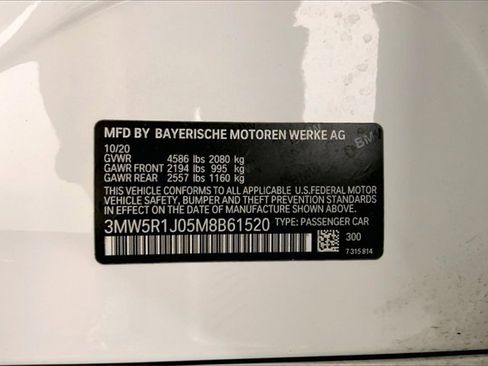 MFD BY BAYERISCHE MOTOREN WERKE AG
10/20
GVWR 4586 lbs 2080 kg
GAWR FRONT 2194 lbs 995 kg
GAWR REAR 2557 lbs 1160 kg
THIS VEHICLE CONFORMS TO ALL APPLICABLE U.S.FEDERAL MOTOR
VEHICLE SAFETY, BUMPER AND THEFT PREVENTION STANDARDS
IN EFFECT ON THE DATE OF MANUFACTURE SHOWN ABOVE.
3MW5R1J05M8B61520 TYPE: PASSENGER CAR
300
7 315 814